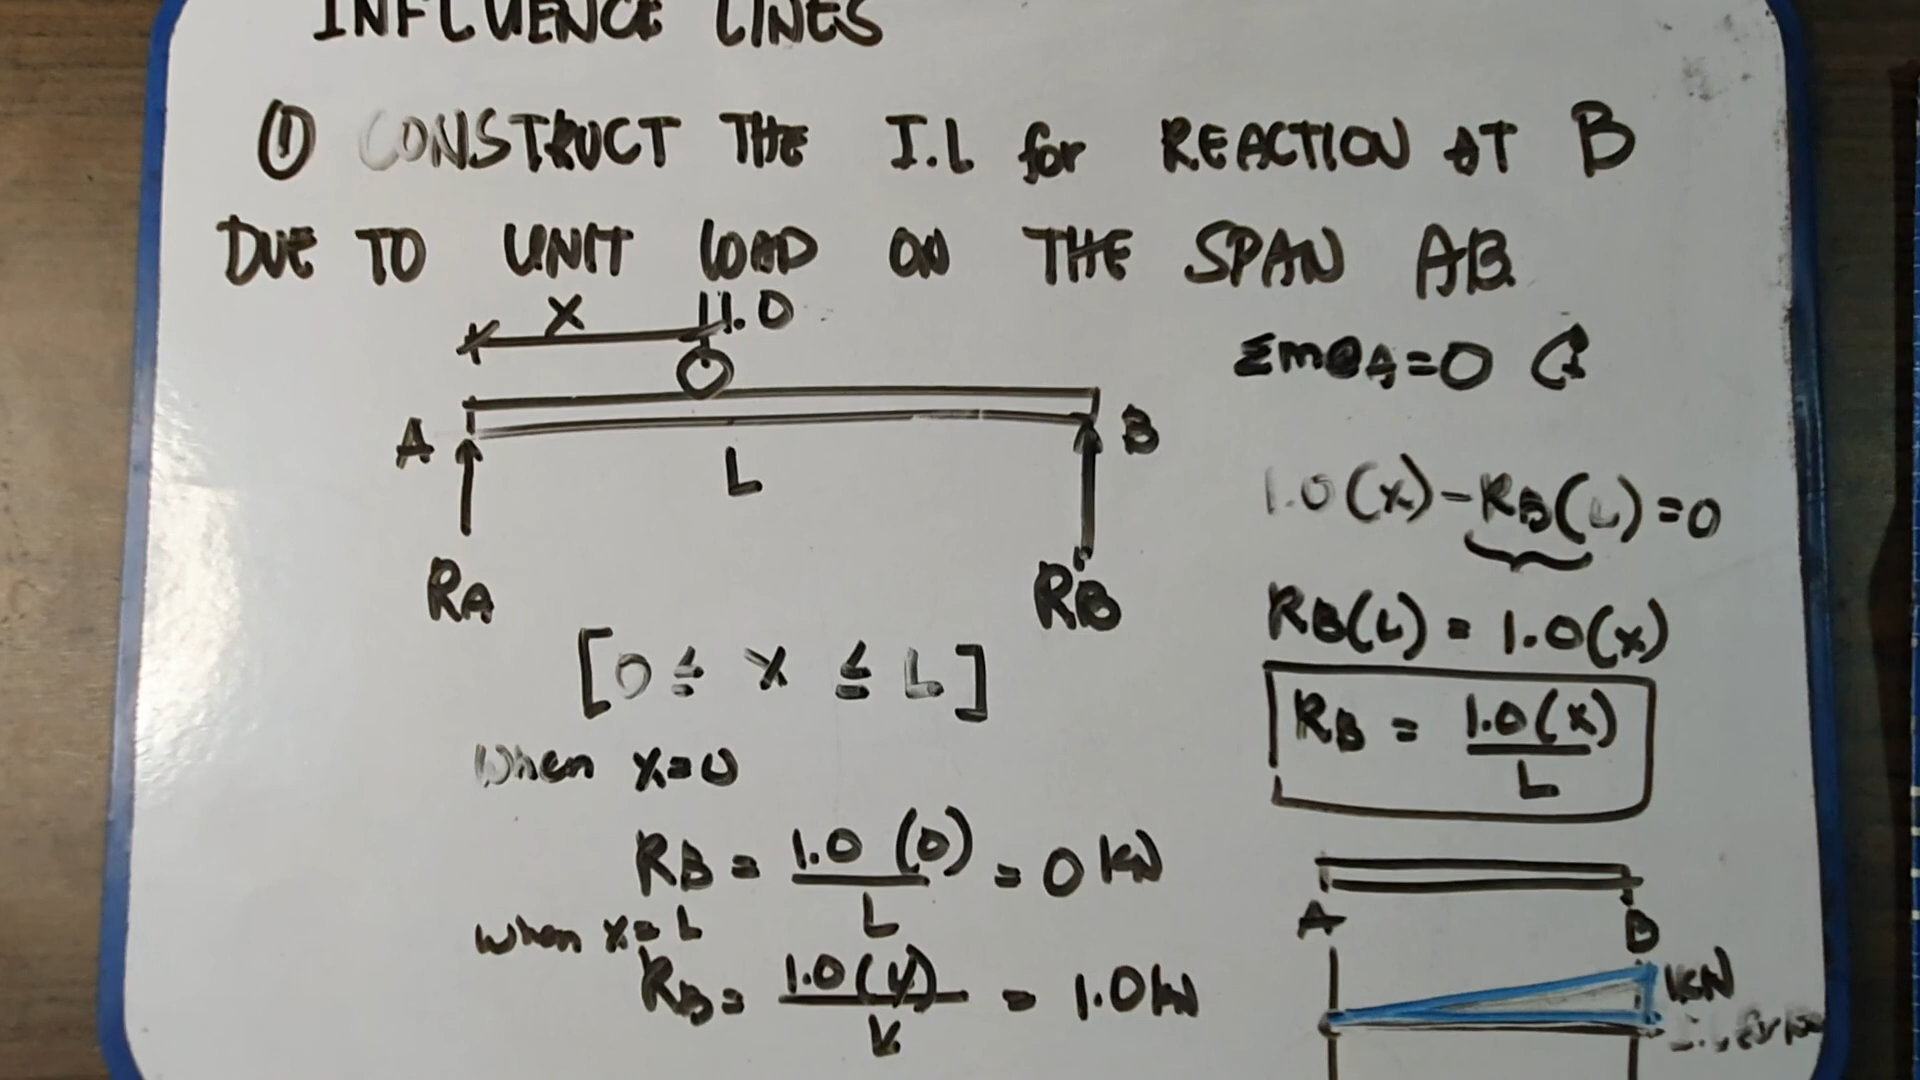 INFLUENCE LINES
① CONSTRUCT THE I.L for REACTION AT B
DUE TO UNIT LOAD ON THE SPAN AB.
X 1.0
A B
L
RA RB
[0 ≤ X ≤ L]
When X=0
RB = 1.0 (0) / L = 0 kN
When X= L
RB = 1.0(L) / L = 1.0 kN
ΣM@A=0
1.0(X) - RB(L) = 0
RB(L) = 1.0(X)
RB = 1.0(X) / L
A B
kN